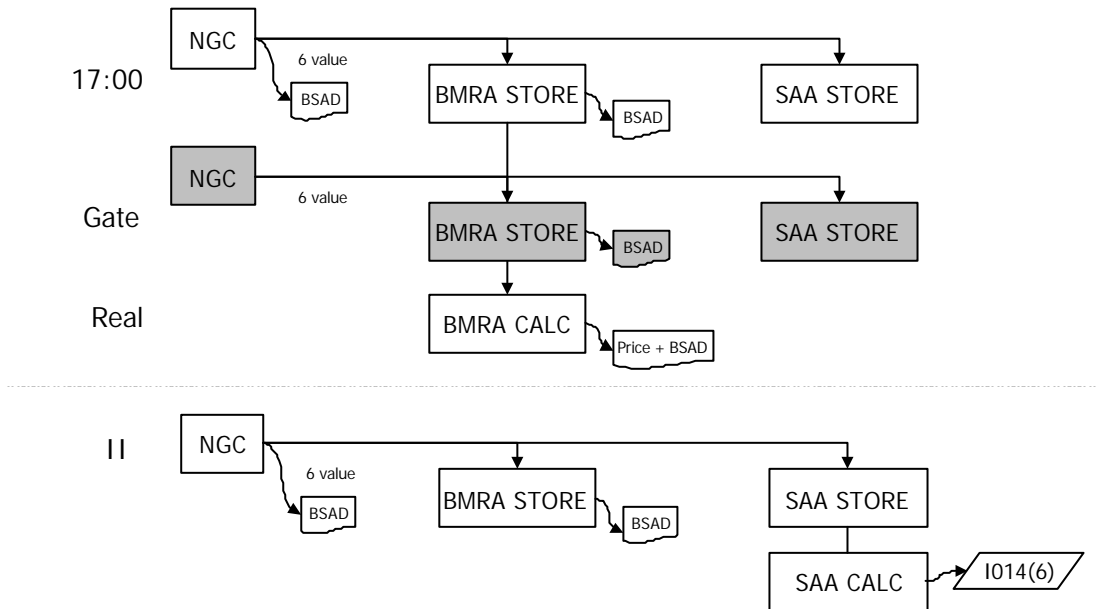 NGC
6 value
17:00
BSAD
BMRA STORE
BSAD
SAA STORE
NGC
6 value
Gate
BMRA STORE
BSAD
SAA STORE
Real
BMRA CALC
Price + BSAD
II
NGC
6 value
BSAD
BMRA STORE
BSAD
SAA STORE
SAA CALC
I014(6)